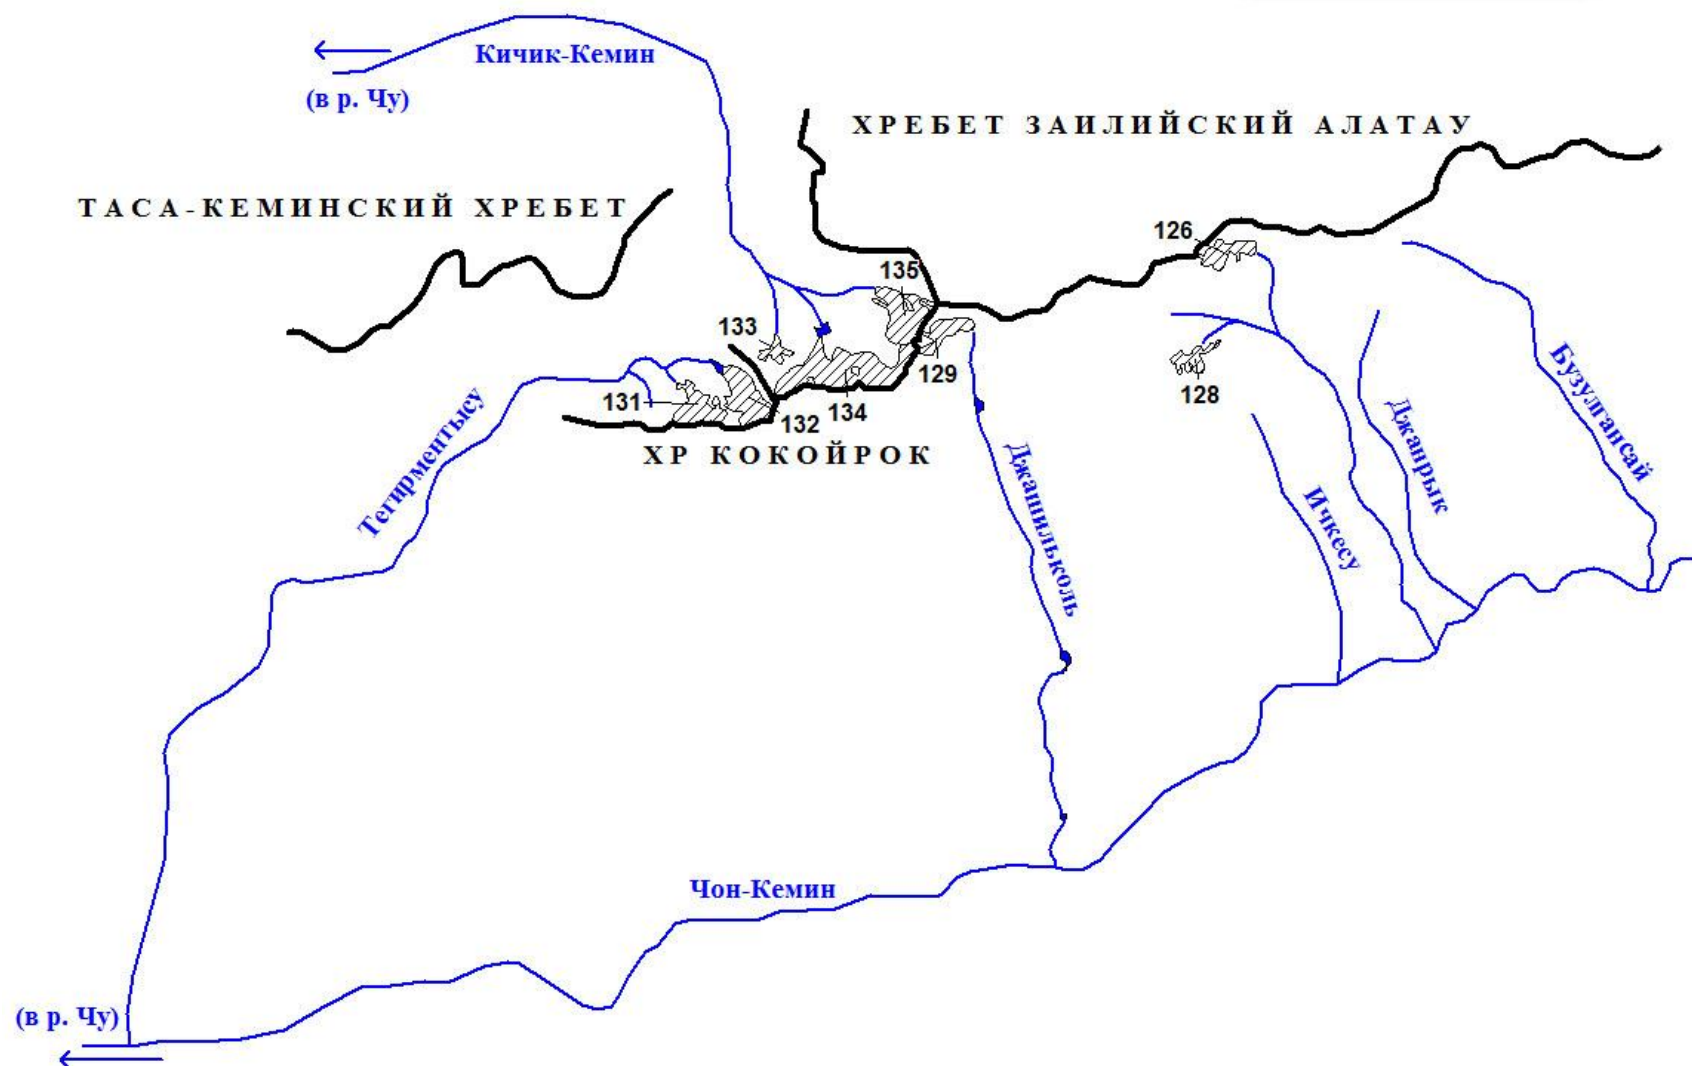 Кичик-Кемин
(в р. Чу)
ХРЕБЕТ ЗАИЛИЙСКИЙ АЛАТАУ
ТАСА-КЕМИНСКИЙ ХРЕБЕТ
126
135
133
129
128
131
134
132
ХР КОКОЙРОК
Тегирментысу
Джашильколь
Ичкесу
Джанрык
Бузулгансай
Чон-Кемин
(в р. Чу)